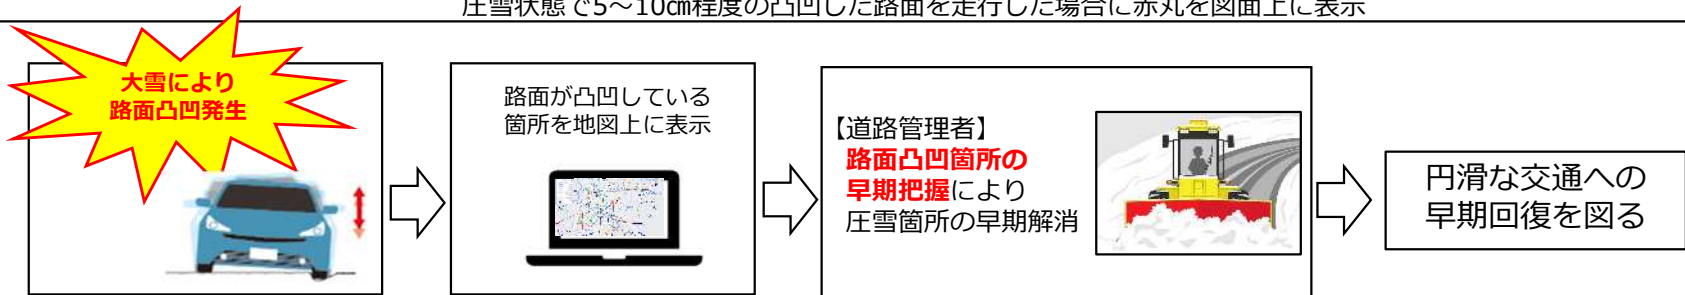 圧雪状態で5～10㎝程度の凸凹した路面を走行した場合に赤丸を図面上に表示
大雪により
路面凸凹発生
路面が凸凹している
箇所を地図上に表示
【道路管理者】
路面凸凹箇所の
早期把握により
圧雪箇所の早期解消
円滑な交通への
早期回復を図る